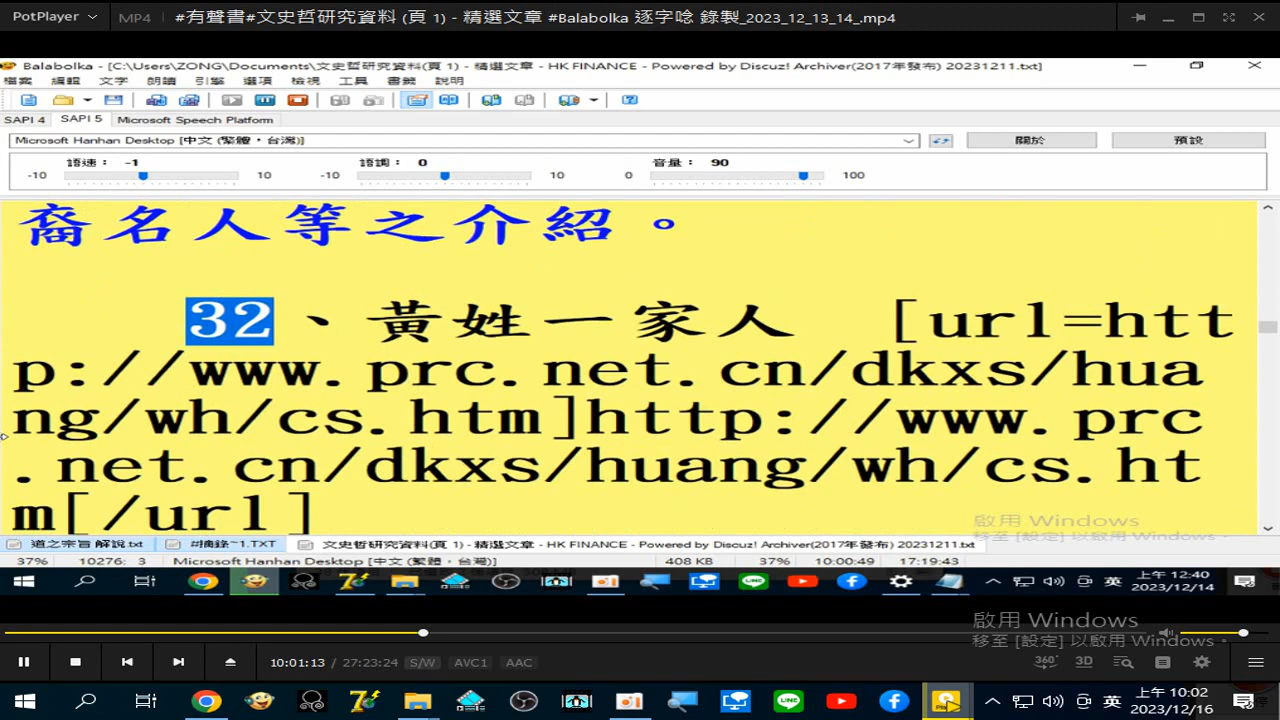 PotPlayer MP4 #有聲書#文史哲研究資料 (頁 1) - 精選文章 #Balabolka 逐字唸 錄製_2023_12_13_14_.mp4
Balabolka - [C:\Users\ZONG\Documents\文史哲研究資料(頁 1) - 精選文章 - HK FINANCE - Powered by Discuz! Archiver(2017年發布) 20231211.txt]
檔案 編輯 文字 朗讀 引擎 選項 檢視 工具 書籤 說明
SAPI 4 SAPI 5 Microsoft Speech Platform
Microsoft Hanhan Desktop [中文 (繁體，台灣)] 關於 預設
語速： -1 語調： 0 音量： 90
-10 10 -10 10 0 100
裔名人等之介紹。
32、黃姓一家人 [url=htt
p://www.prc.net.cn/dkxs/hua
ng/wh/cs.htm]http://www.prc
.net.cn/dkxs/huang/wh/cs.ht
m[/url]
啟用 Windows
移至 [設定] 以啟用 Windows。
道之宗旨 解說.txt #摘錄~1.TXT 文史哲研究資料(頁 1) - 精選文章 - HK FINANCE - Powered by Discuz! Archiver(2017年發布) 20231211.txt
37% 10276: 3 Microsoft Hanhan Desktop [中文 (繁體，台灣)] 408 KB 37% 10:00:49 17:19:43
英 上午 12:40
2023/12/14
啟用 Windows
移至 [設定] 以啟用 Windows。
10:01:13 / 27:23:24 S/W AVC1 AAC 360° 3D
英 上午 10:02
2023/12/16